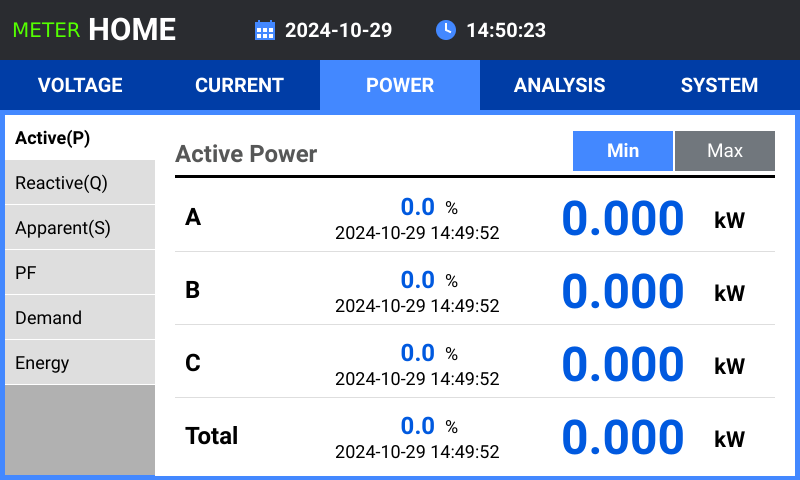 METER HOME 2024-10-29 14:50:23
VOLTAGE CURRENT POWER ANALYSIS SYSTEM
Active(P)
Reactive(Q)
Apparent(S)
PF
Demand
Energy
Active Power Min Max
A 0.0 % 0.000 kW
2024-10-29 14:49:52
B 0.0 % 0.000 kW
2024-10-29 14:49:52
C 0.0 % 0.000 kW
2024-10-29 14:49:52
Total 0.0 % 0.000 kW
2024-10-29 14:49:52